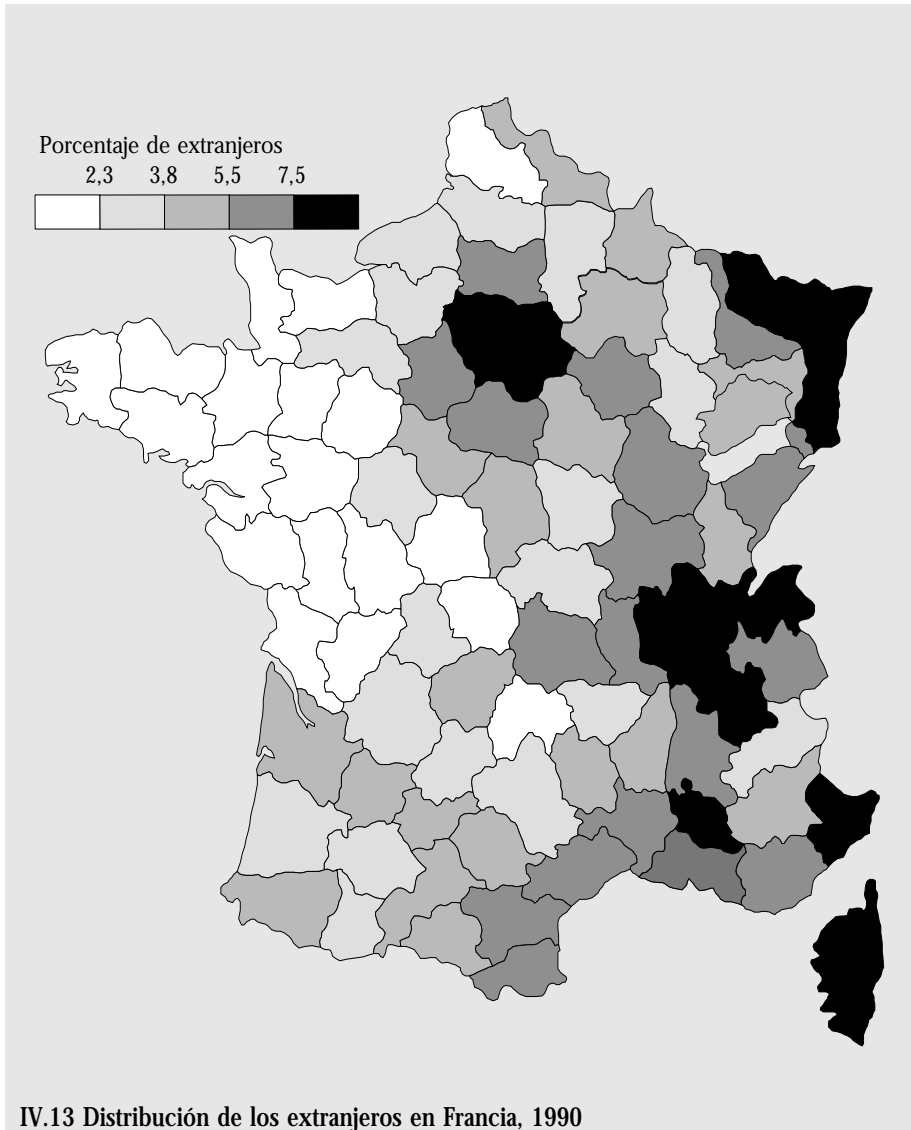 Porcentaje de extranjeros
2,3 3,8 5,5 7,5
IV.13 Distribución de los extranjeros en Francia, 1990